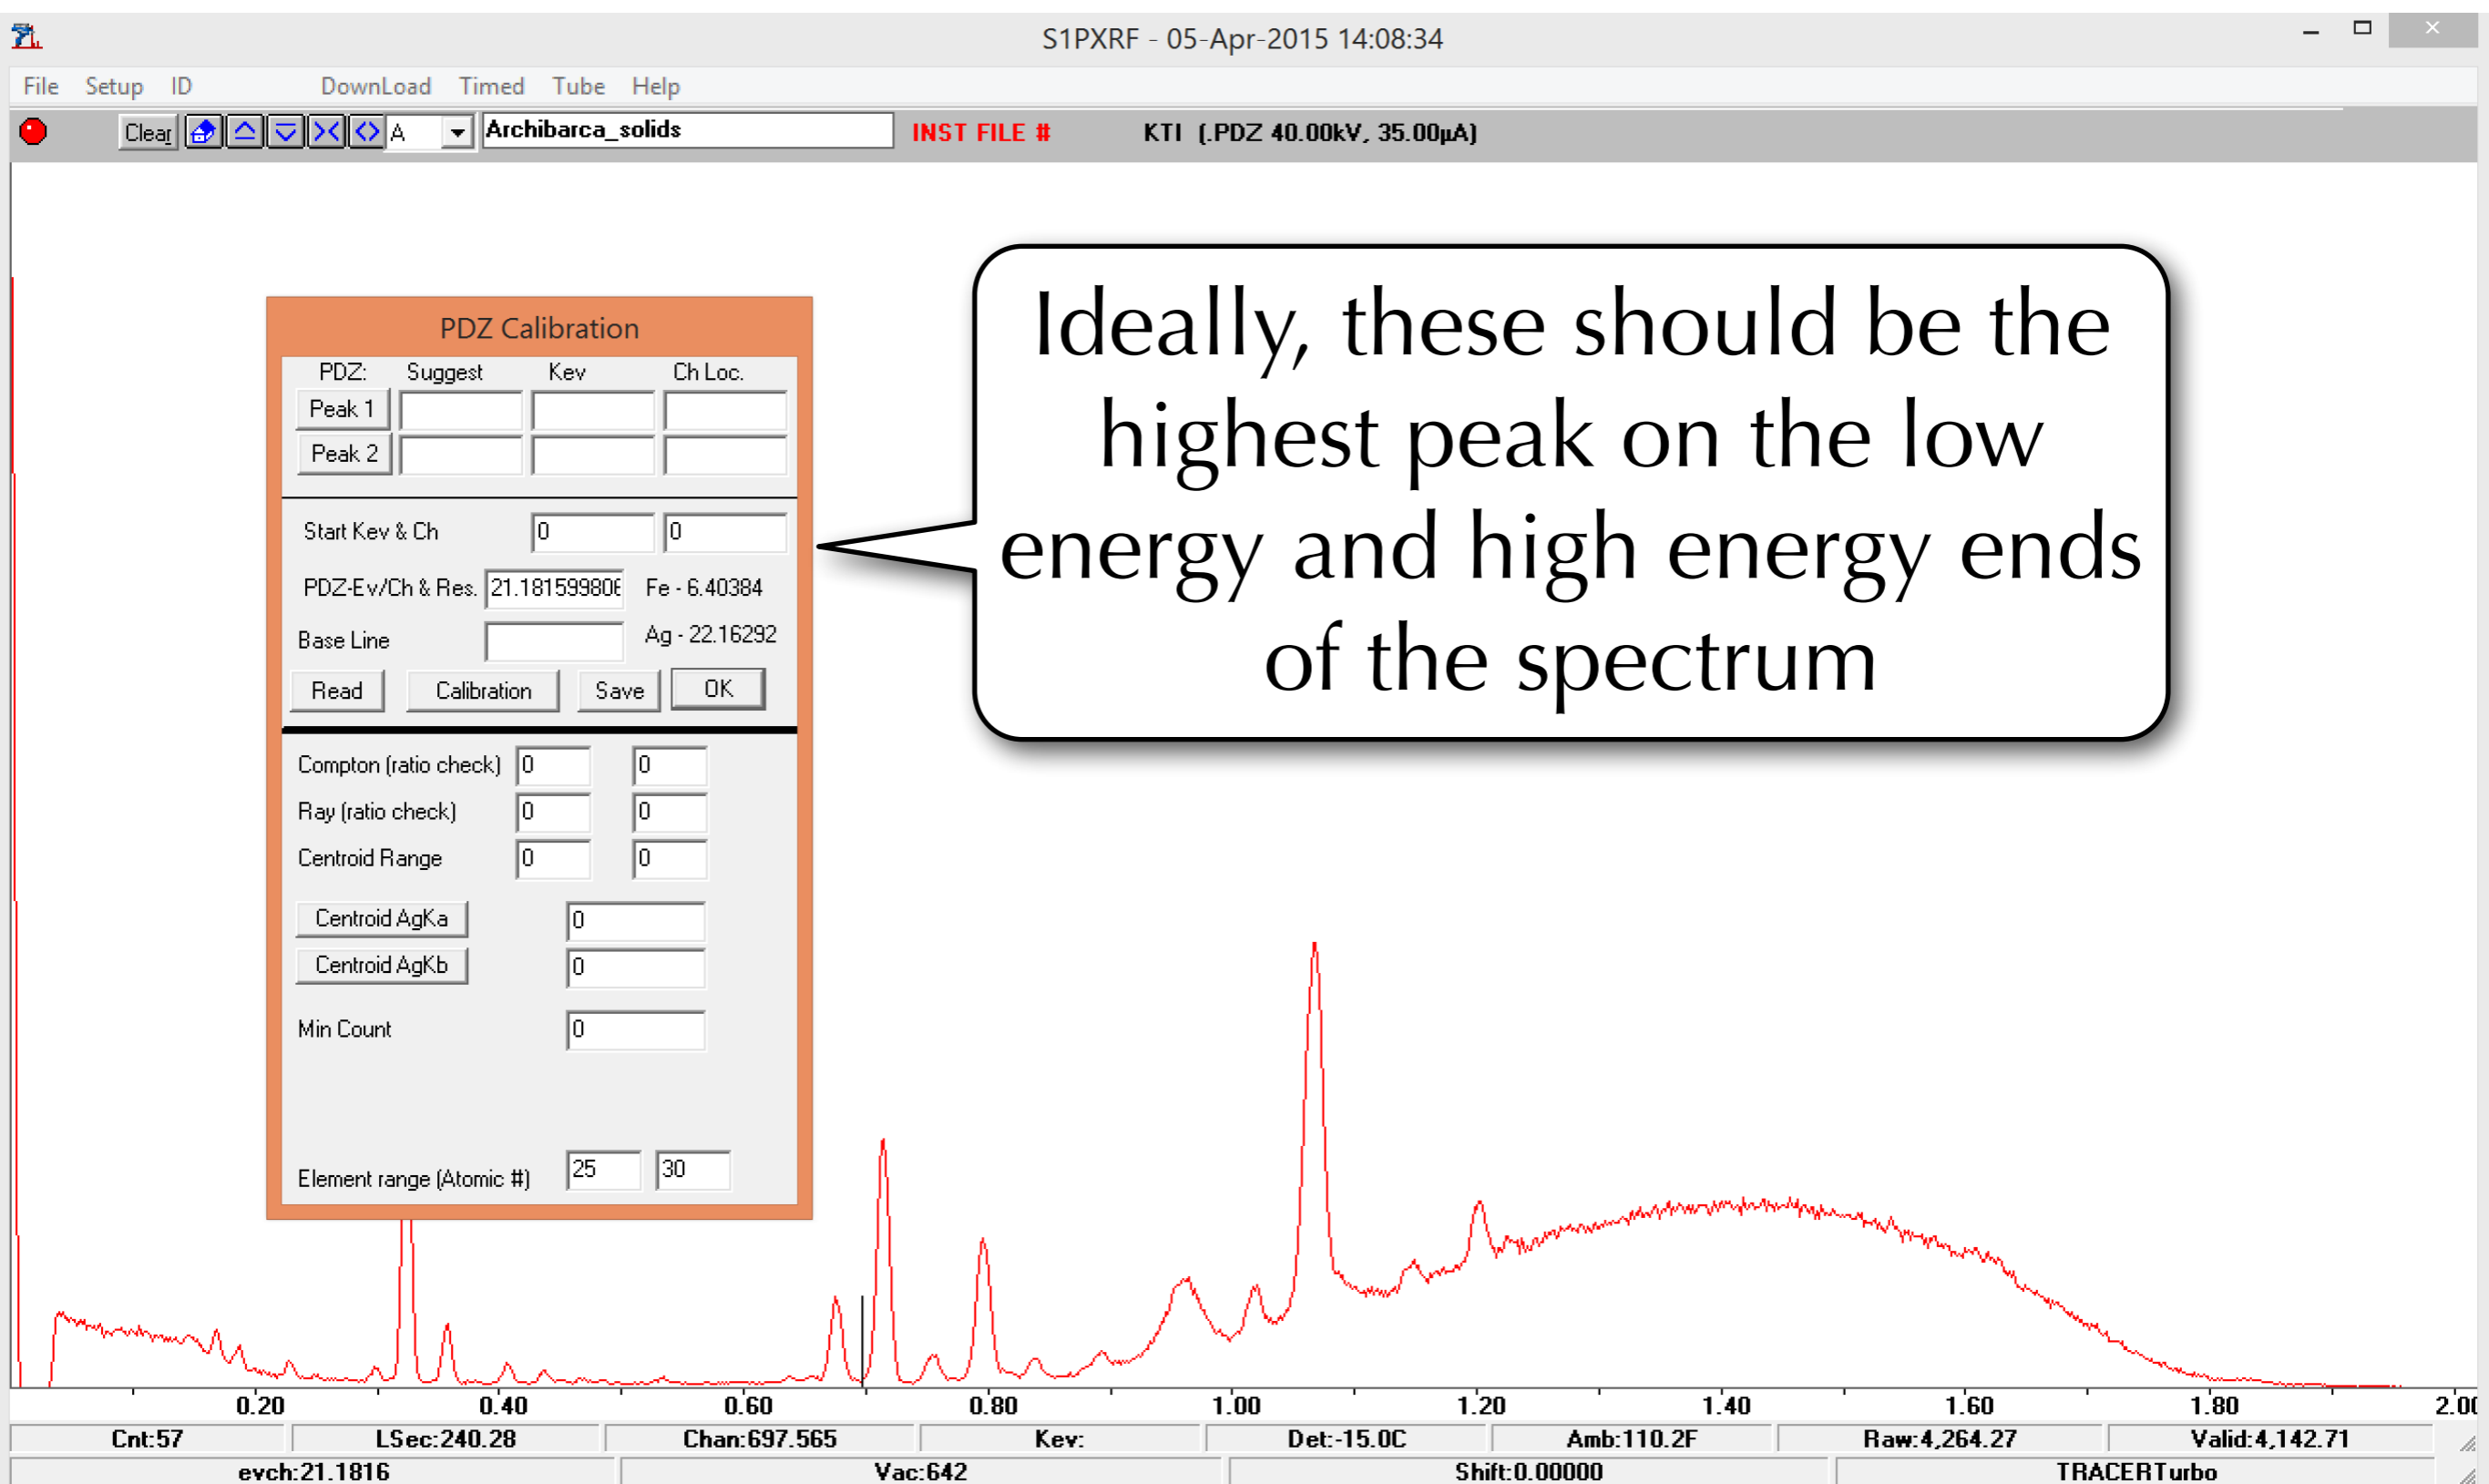 S1PXRF - 05-Apr-2015 14:08:34
File Setup ID DownLoad Timed Tube Help
Clear A Archibarca_solids INST FILE # KTI (.PDZ 40.00kV, 35.00µA)
PDZ Calibration
PDZ: Suggest Kev Ch Loc.
Peak 1
Peak 2
Start Kev & Ch 0 0
PDZ-Ev/Ch & Res. 21.18159980 Fe - 6.40384
Base Line Ag - 22.16292
Read Calibration Save OK
Compton (ratio check) 0 0
Ray (ratio check) 0 0
Centroid Range 0 0
Centroid AgKa 0
Centroid AgKb 0
Min Count 0
Element range (Atomic #) 25 30
Ideally, these should be the
highest peak on the low
energy and high energy ends
of the spectrum
0.20 0.40 0.60 0.80 1.00 1.20 1.40 1.60 1.80 2.00
Cnt:57 LSec:240.28 Chan:697.565 Kev: Det:-15.0C Amb:110.2F Raw:4,264.27 Valid:4,142.71
evch:21.1816 Vac:642 Shift:0.00000 TRACERTurbo